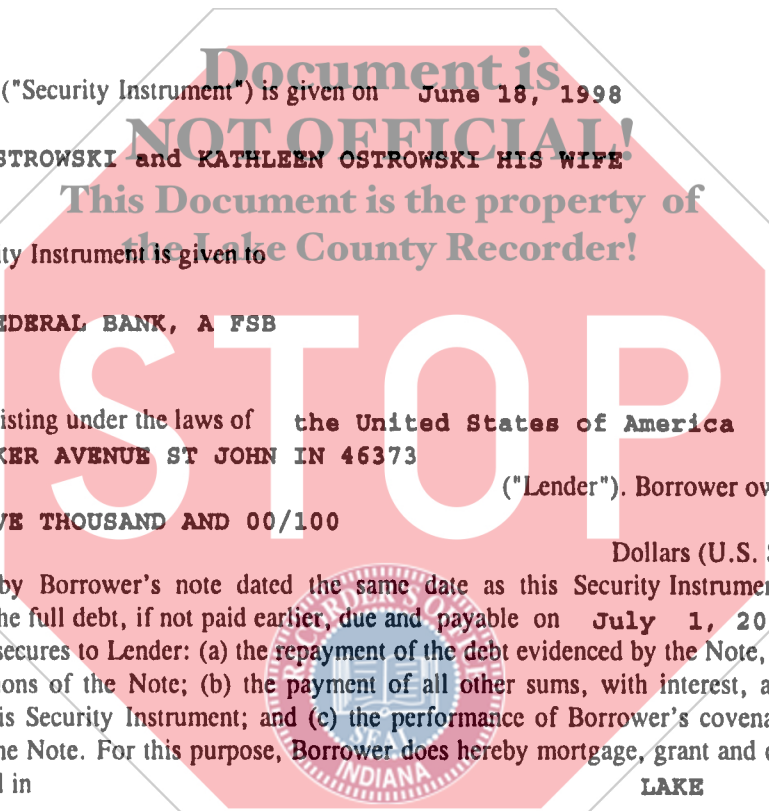 Document is
("Security Instrument") is given on June 18, 1998
NOT OFFICIAL!
STROWSKI and KATHLEEN OSTROWSKI HIS WIFE
This Document is the property of
the Lake County Recorder!
ity Instrument is given to
EDERAL BANK, A FSB
STOP
isting under the laws of the United States of America
KER AVENUE ST JOHN IN 46373
("Lender"). Borrower ow
VE THOUSAND AND 00/100
Dollars (U.S. $
by Borrower's note dated the same date as this Security Instrumen
he full debt, if not paid earlier, due and payable on July 1, 20
secures to Lender: (a) the repayment of the debt evidenced by the Note,
ions of the Note; (b) the payment of all other sums, with interest, a
is Security Instrument; and (c) the performance of Borrower's covena
he Note. For this purpose, Borrower does hereby mortgage, grant and c
d in LAKE
RECORDER'S OFFICE
SEAL
INDIANA